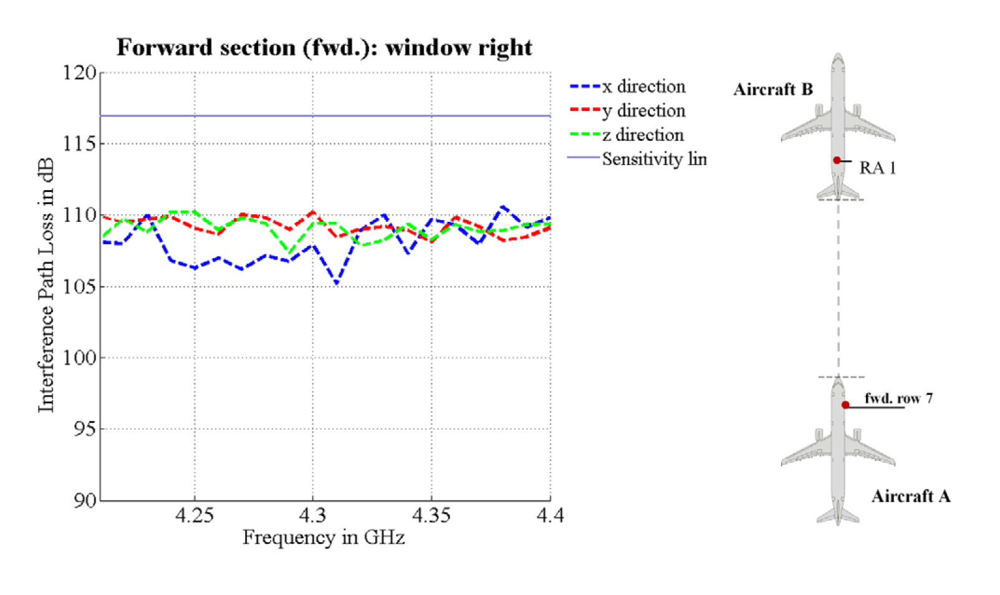 Forward section (fwd.): window right
120
115
110
105
100
95
90
Interference Path Loss in dB
4.25
4.3
4.35
4.4
Frequency in GHz
x direction
y direction
z direction
Sensitivity lin
Aircraft B
RA 1
fwd. row 7
Aircraft A